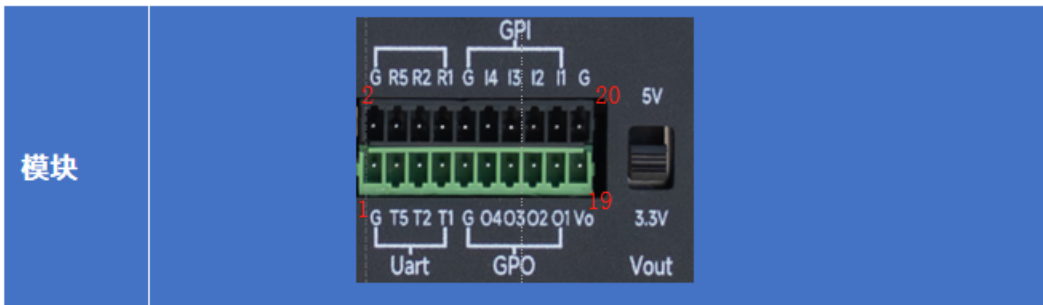 模块
GPI
G R5 R2 R1 G I4 I3 I2 I1 G
2 20
5V
1 19
G T5 T2 T1 G O4 O3 O2 O1 Vo
3.3V
Uart GPO Vout